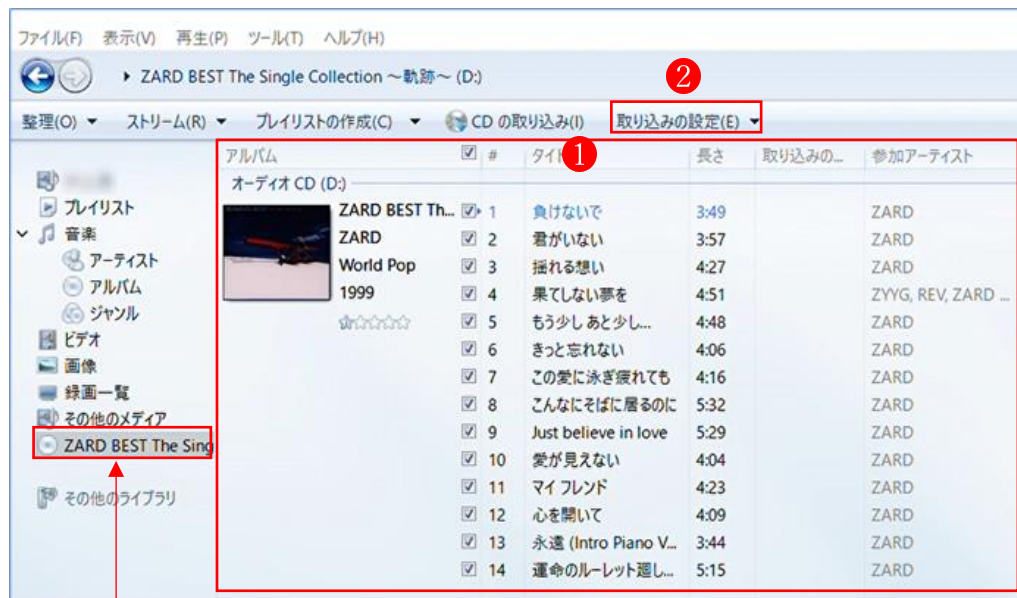 ファイル(F) 表示(V) 再生(P) ツール(T) ヘルプ(H)
ZARD BEST The Single Collection ～軌跡～ (D:)
2
整理(O) ストリーム(R) プレイリストの作成(C) CD の取り込み(I) 取り込みの設定(E)
アルバム # タイ 1 長さ 取り込みの... 参加アーティスト
オーディオ CD (D:)
プレイリスト ZARD BEST Th... 1 負けないで 3:49 ZARD
音楽 ZARD 2 君がいない 3:57 ZARD
アーティスト World Pop 3 揺れる想い 4:27 ZARD
アルバム 1999 4 果てしない夢を 4:51 ZYYG, REV, ZARD ...
ジャンル 5 もう少し あと少し... 4:48 ZARD
ビデオ 6 きっと忘れない 4:06 ZARD
画像 7 この愛に泳ぎ疲れても 4:16 ZARD
録画一覧 8 こんなにそばに居るのに 5:32 ZARD
その他のメディア 9 Just believe in love 5:29 ZARD
ZARD BEST The Sing 10 愛が見えない 4:04 ZARD
その他のライブラリ 11 マイ フレンド 4:23 ZARD
12 心を開いて 4:09 ZARD
13 永遠 (Intro Piano V... 3:44 ZARD
14 運命のルーレット廻し... 5:15 ZARD